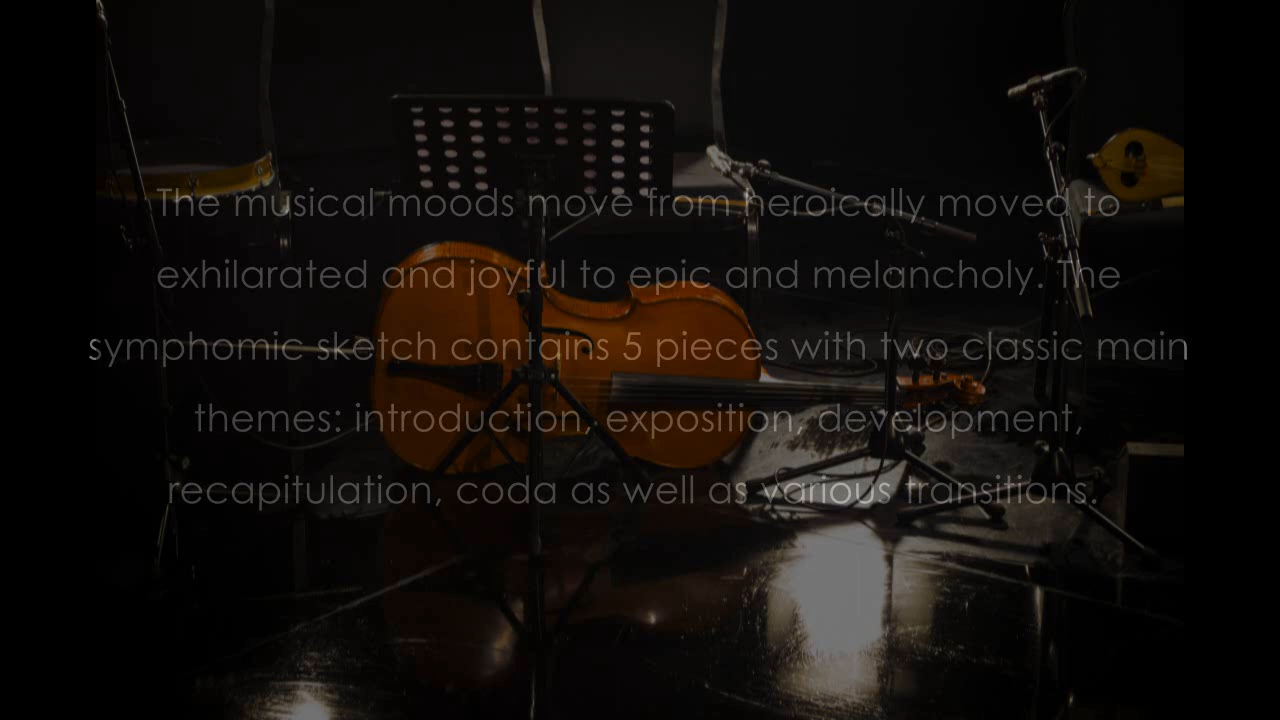 The musical moods move from heroically moved to
exhilarated and joyful to epic and melancholy. The
symphonic sketch contains 5 pieces with two classic main
themes: introduction, exposition, development,
recapitulation, coda as well as various transitions.